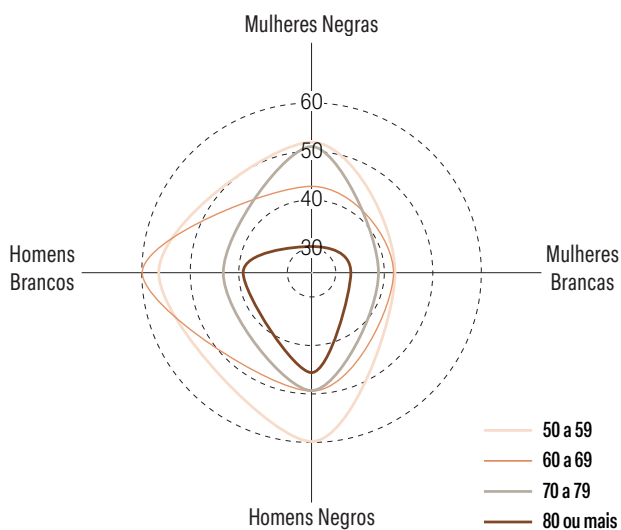 Mulheres Negras
60
50
40
30
Homens
Brancos
Mulheres
Brancas
Homens Negros
50 a 59
60 a 69
70 a 79
80 ou mais